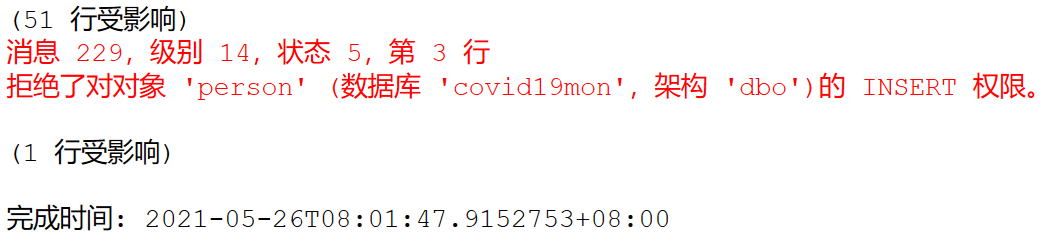 (51 行受影响)
消息 229，级别 14，状态 5，第 3 行
拒绝了对对象 'person' (数据库 'covid19mon'，架构 'dbo')的 INSERT 权限。
(1 行受影响)
完成时间: 2021-05-26T08:01:47.9152753+08:00